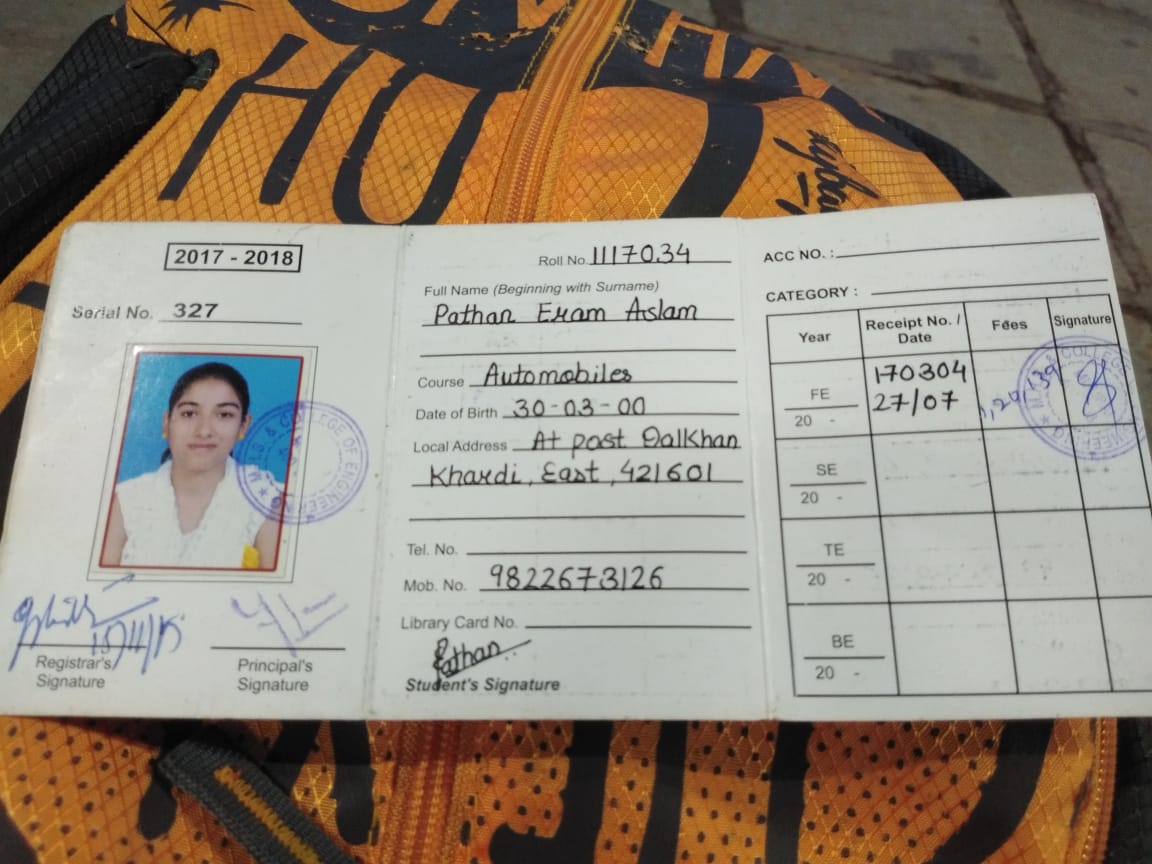 2017 - 2018
Serial No. 327
Registrar's
Signature
Principal's
Signature
Roll No. 1117034
Full Name (Beginning with Surname)
Pathan Eram Aslam
Course Automobiles
Date of Birth 30-03-00
Local Address At post Dalkhan
Khardi, East, 421601
Tel. No.
Mob. No. 9822673126
Library Card No.
Pathan
Student's Signature
ACC NO. :
CATEGORY :
Year Receipt No. / Date Fees Signature
FE 170304
20 - 27/07
SE
20 -
TE
20 -
BE
20 -
COLLEGE OF ENGINEERING